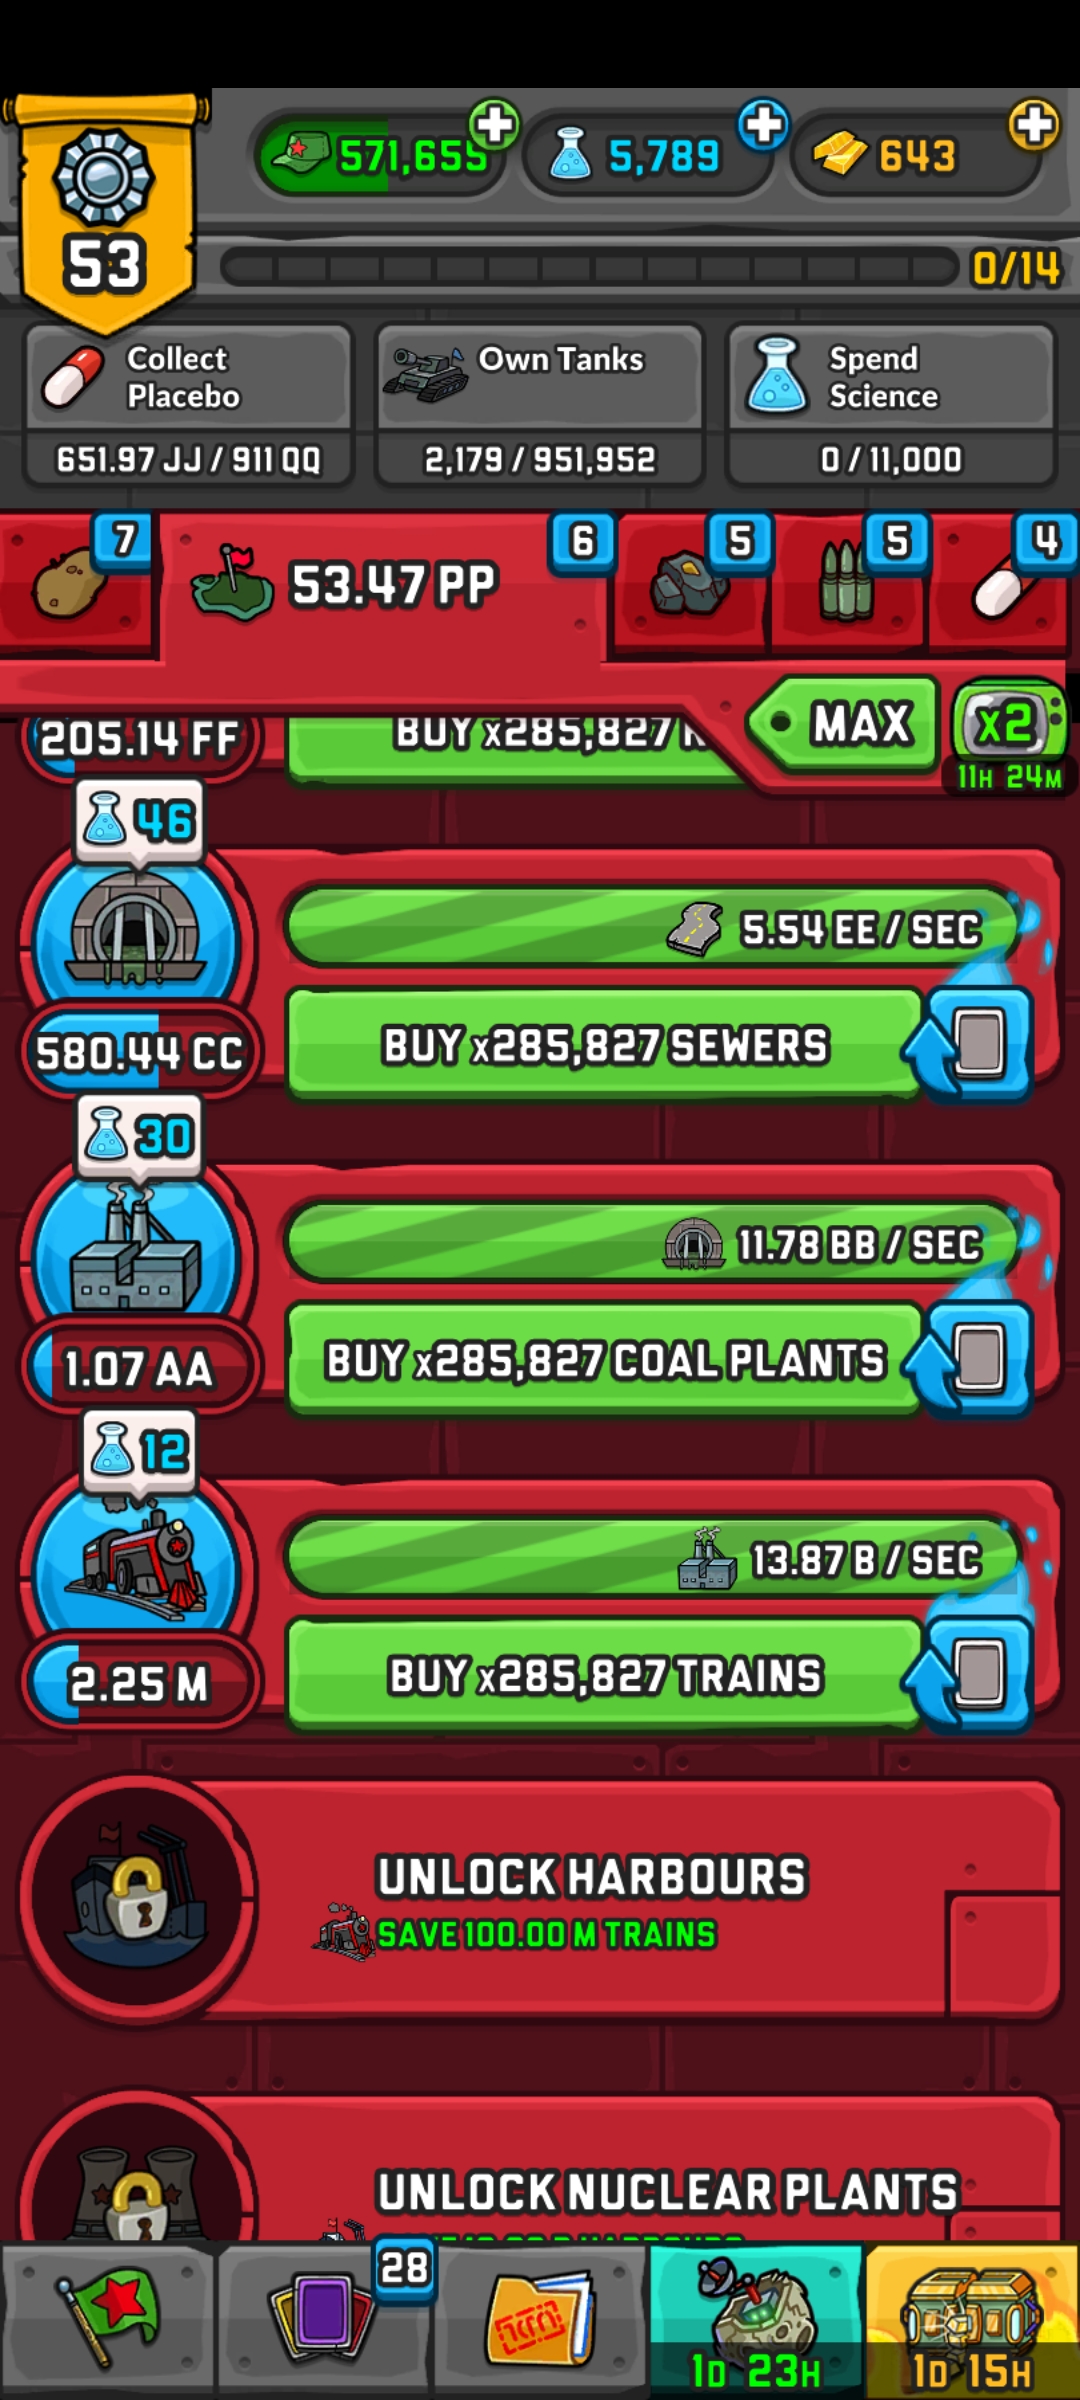 571,655
5,789
643
53
0/14
Collect
Placebo
Own Tanks
Spend
Science
651.97 JJ / 911 QQ
2,179 / 951,952
0 / 11,000
7
53.47 PP
6
5
5
4
MAX
X2
11H 24M
205.14 FF
BUY x285,827
46
5.54 EE / SEC
580.44 CC
BUY x285,827 SEWERS
30
11.78 BB / SEC
1.07 AA
BUY x285,827 COAL PLANTS
12
13.87 B / SEC
2.25 M
BUY x285,827 TRAINS
UNLOCK HARBOURS
SAVE 100.00 M TRAINS
UNLOCK NUCLEAR PLANTS
28
1D 23H
1D 15H